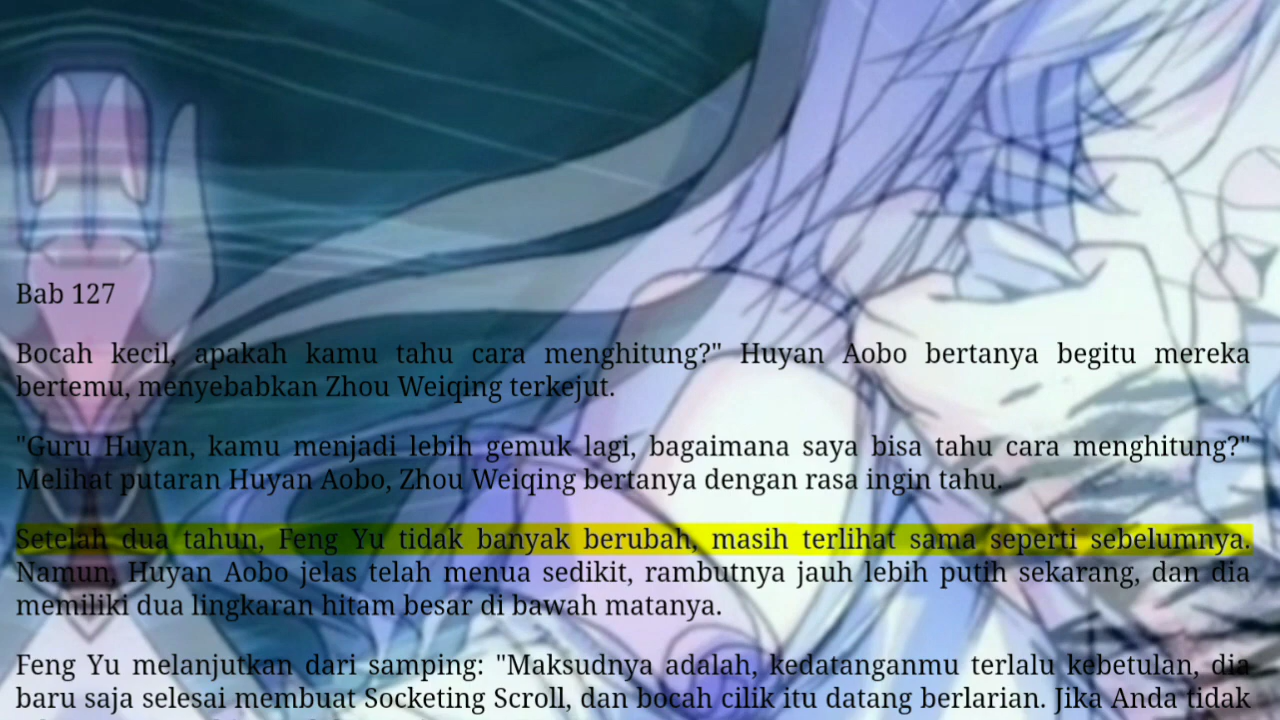 Bab 127
Bocah kecil, apakah kamu tahu cara menghitung?" Huyan Aobo bertanya begitu mereka
bertemu, menyebabkan Zhou Weiqing terkejut.
"Guru Huyan, kamu menjadi lebih gemuk lagi, bagaimana saya bisa tahu cara menghitung?"
Melihat putaran Huyan Aobo, Zhou Weiqing bertanya dengan rasa ingin tahu.
Setelah dua tahun, Feng Yu tidak banyak berubah, masih terlihat sama seperti sebelumnya.
Namun, Huyan Aobo jelas telah menua sedikit, rambutnya jauh lebih putih sekarang, dan dia
memiliki dua lingkaran hitam besar di bawah matanya.
Feng Yu melanjutkan dari samping: "Maksudnya adalah, kedatanganmu terlalu kebetulan, dia
baru saja selesai membuat Socketing Scroll, dan bocah cilik itu datang berlarian. Jika Anda tidak